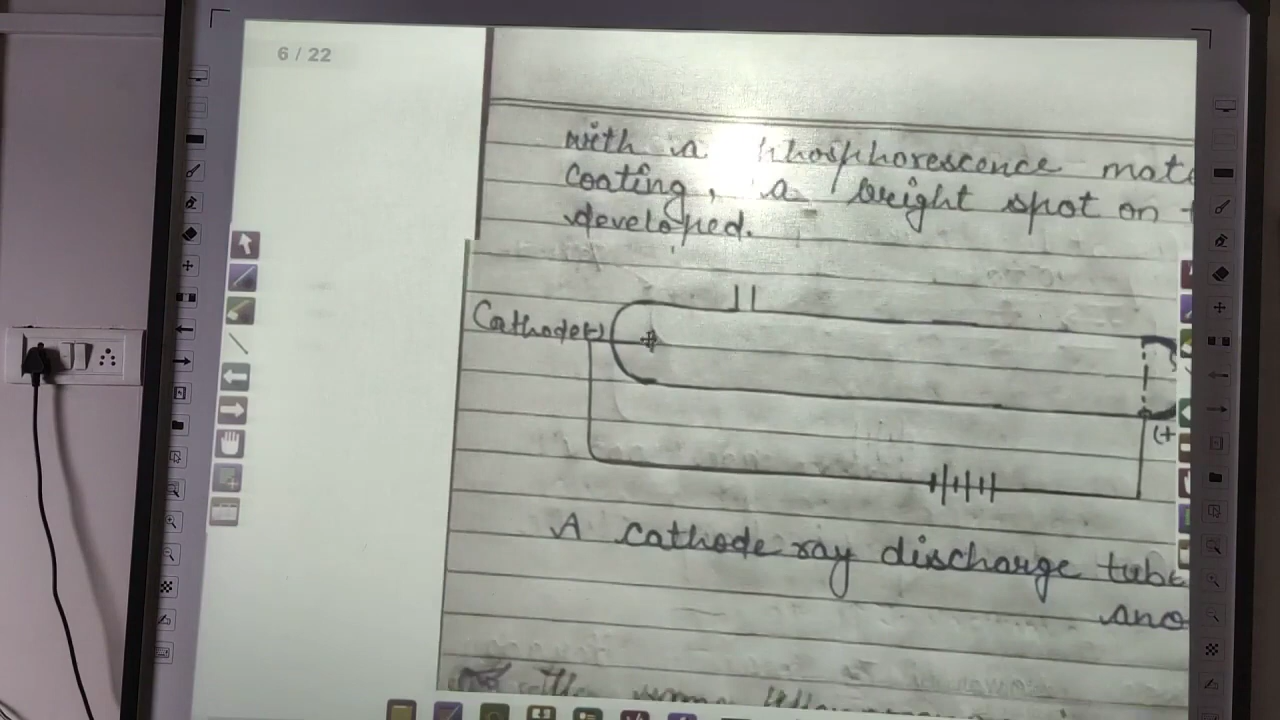 6 / 22
with a phosphorescence mate
coating, a bright spot on t
developed.
Cathode(-)
(+
A cathode ray discharge tube
ano